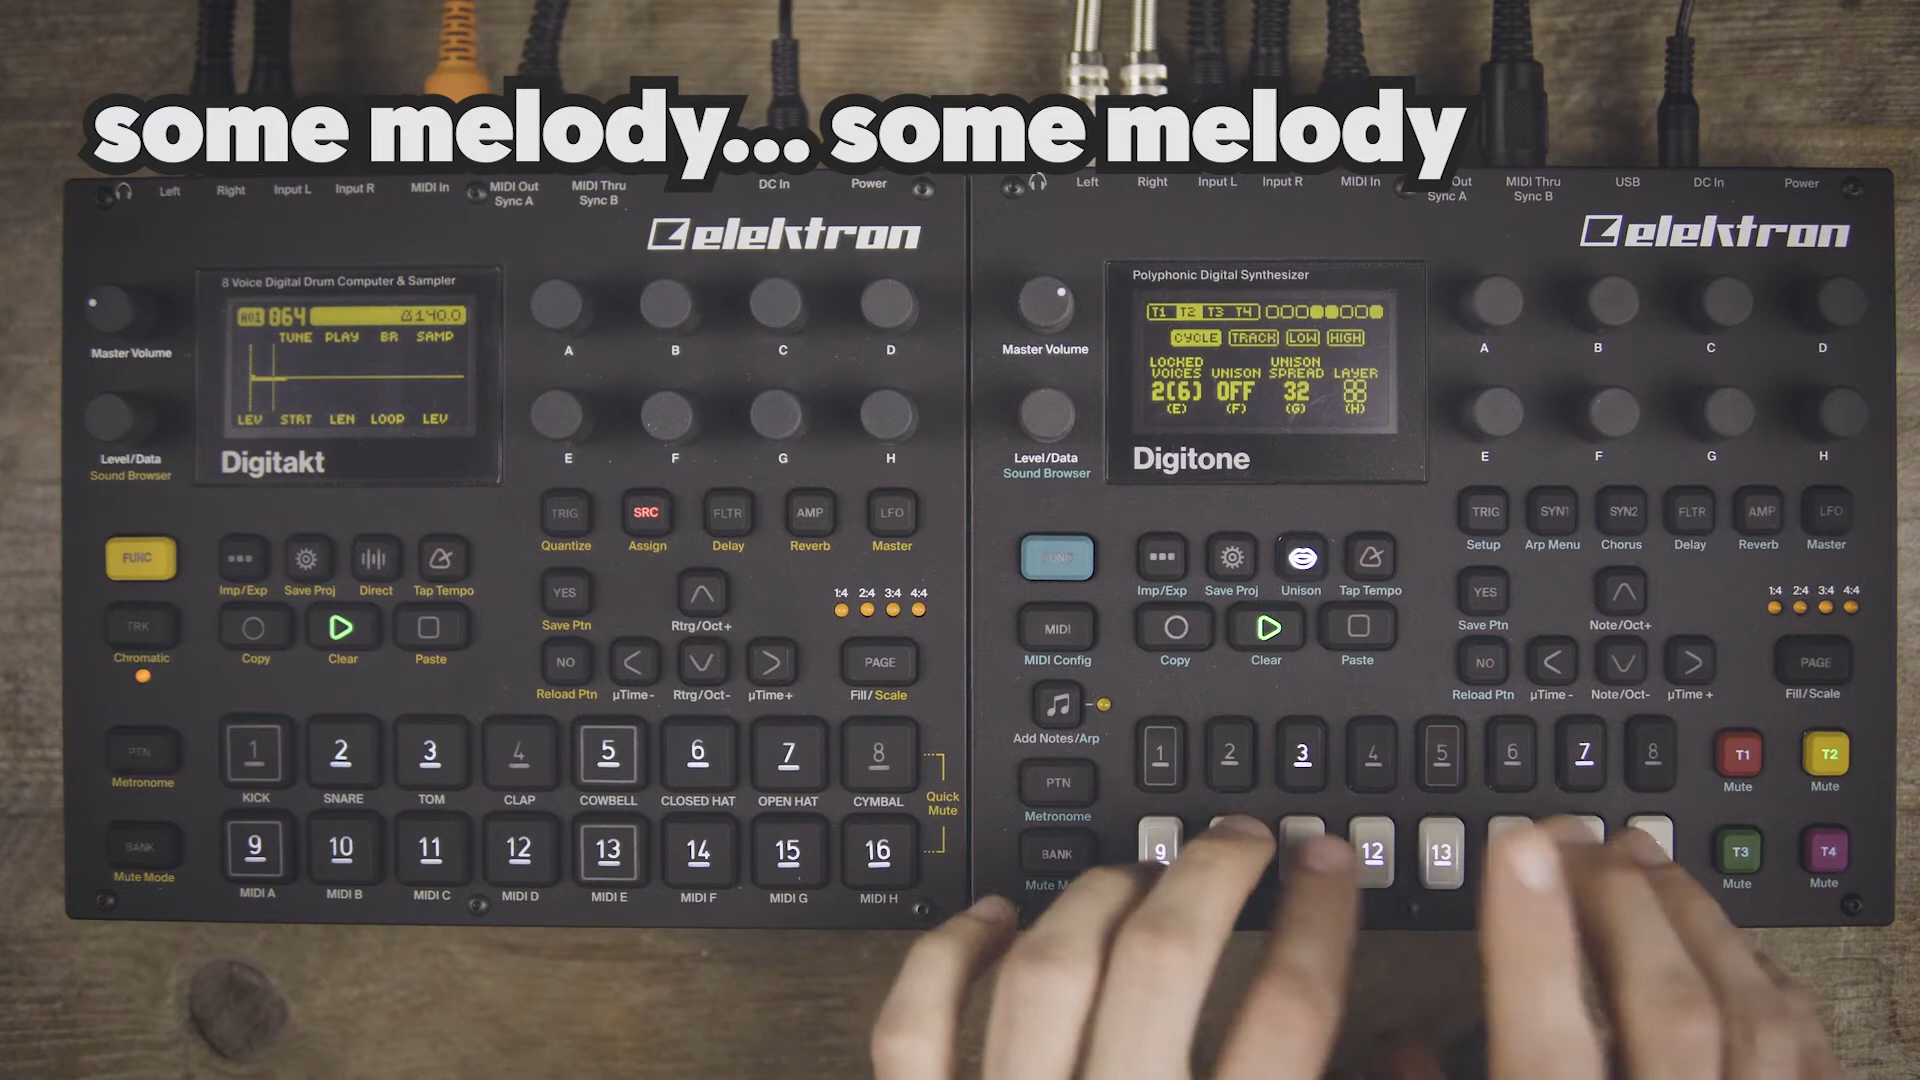 some melody... some melody
Left Right Input L Input R MIDI In MIDI Out Sync A MIDI Thru Sync B DC In Power
elektron
8 Voice Digital Drum Computer & Sampler
A01 064 140.0
TUNE PLAY BR SAMP
LEV STRT LEN LOOP LEV
Digitakt
Master Volume
Level/Data
Sound Browser
A B C D
E F G H
TRIG SRC FLTR AMP LFO
Quantize Assign Delay Reverb Master
FUNC
Imp/Exp Save Proj Direct Tap Tempo
YES
Save Ptn
Rtrg/Oct+
1:4 2:4 3:4 4:4
TRK
Chromatic
Copy Clear Paste
NO
PAGE
Reload Ptn µTime- Rtrg/Oct- µTime+ Fill/Scale
PTN
Metronome
1 2 3 4 5 6 7 8
KICK SNARE TOM CLAP COWBELL CLOSED HAT OPEN HAT CYMBAL
Quick Mute
BANK
Mute Mode
9 10 11 12 13 14 15 16
MIDI A MIDI B MIDI C MIDI D MIDI E MIDI F MIDI G MIDI H
Left Right Input L Input R MIDI In Out Sync A MIDI Thru Sync B USB DC In Power
elektron
Polyphonic Digital Synthesizer
T1 T2 T3 T4
CYCLE TRACK LOW HIGH
LOCKED VOICES UNISON UNISON SPREAD LAYER
2(6) OFF 32
(E) (F) (G) (H)
Digitone
Master Volume
Level/Data
Sound Browser
A B C D
E F G H
TRIG SYN1 SYN2 FLTR AMP LFO
Setup Arp Menu Chorus Delay Reverb Master
FUNC
Imp/Exp Save Proj Unison Tap Tempo
YES
Save Ptn
Note/Oct+
1:4 2:4 3:4 4:4
MIDI
MIDI Config
Copy Clear Paste
NO
PAGE
Reload Ptn µTime - Note/Oct- µTime + Fill/Scale
Add Notes/Arp
PTN
Metronome
1 2 3 4 5 6 7 8
T1 T2
Mute Mute
BANK
Mute
9 12 13
T3 T4
Mute Mute